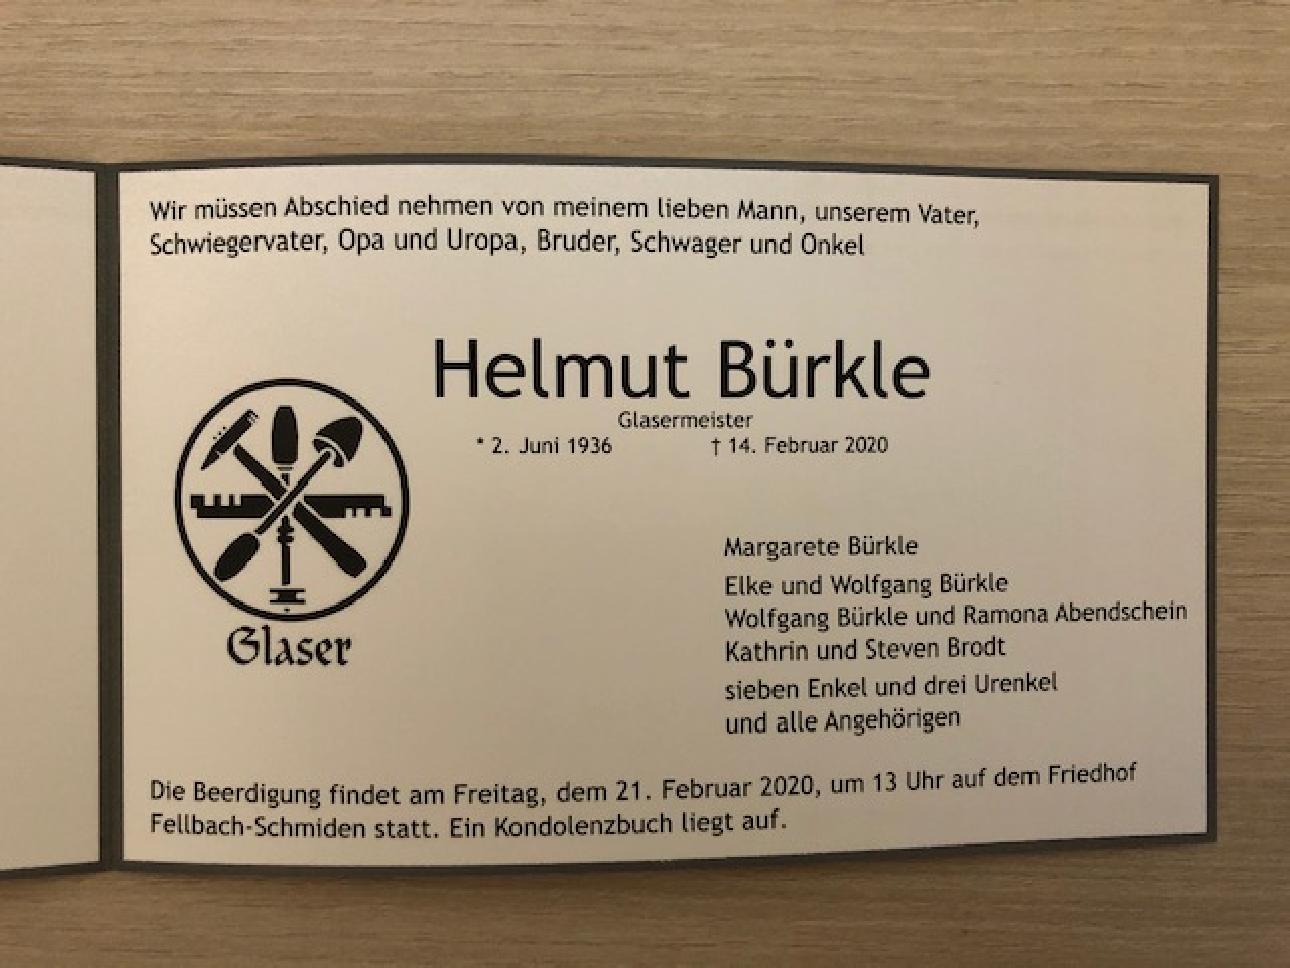 Wir müssen Abschied nehmen von meinem lieben Mann, unserem Vater,
Schwiegervater, Opa und Uropa, Bruder, Schwager und Onkel
Helmut Bürkle
Glasermeister
* 2. Juni 1936 † 14. Februar 2020
Glaser
Margarete Bürkle
Elke und Wolfgang Bürkle
Wolfgang Bürkle und Ramona Abendschein
Kathrin und Steven Brodt
sieben Enkel und drei Urenkel
und alle Angehörigen
Die Beerdigung findet am Freitag, dem 21. Februar 2020, um 13 Uhr auf dem Friedhof
Fellbach-Schmiden statt. Ein Kondolenzbuch liegt auf.